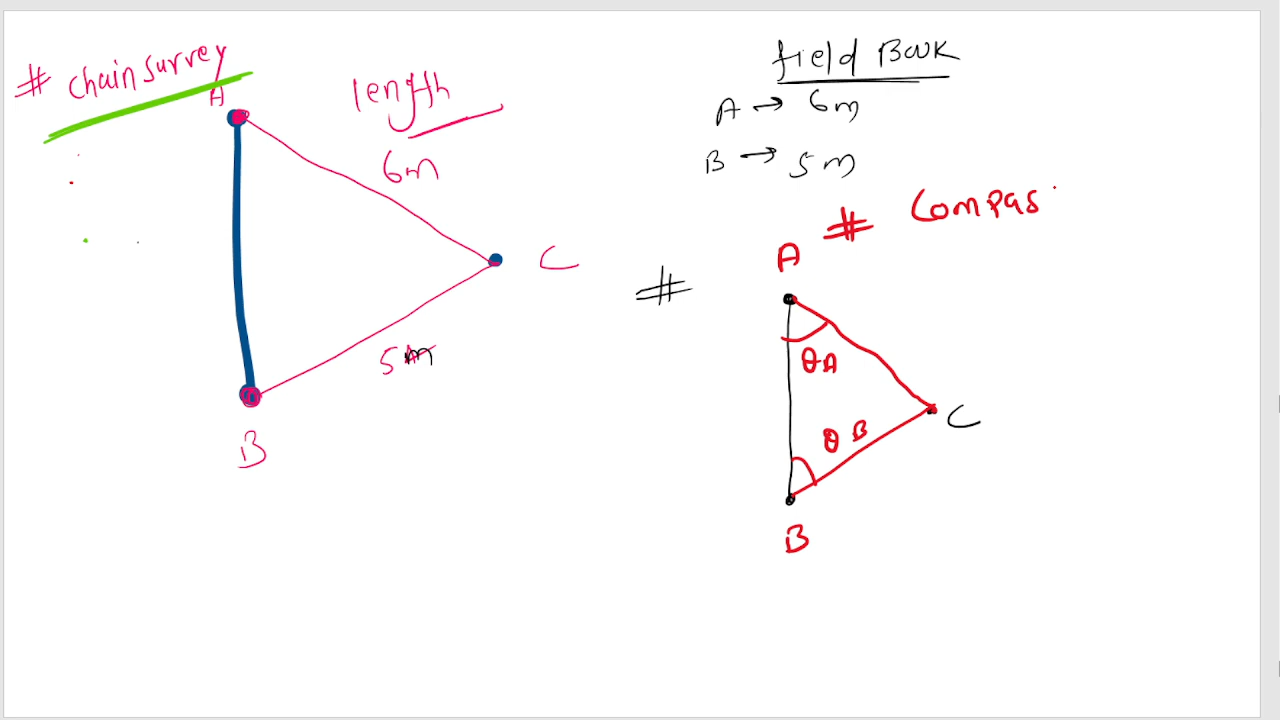 # chain survey
A
length
6m
C
5m
B
field Book
A → 6m
B → 5m
# Compas
#
A
θA
C
θB
B